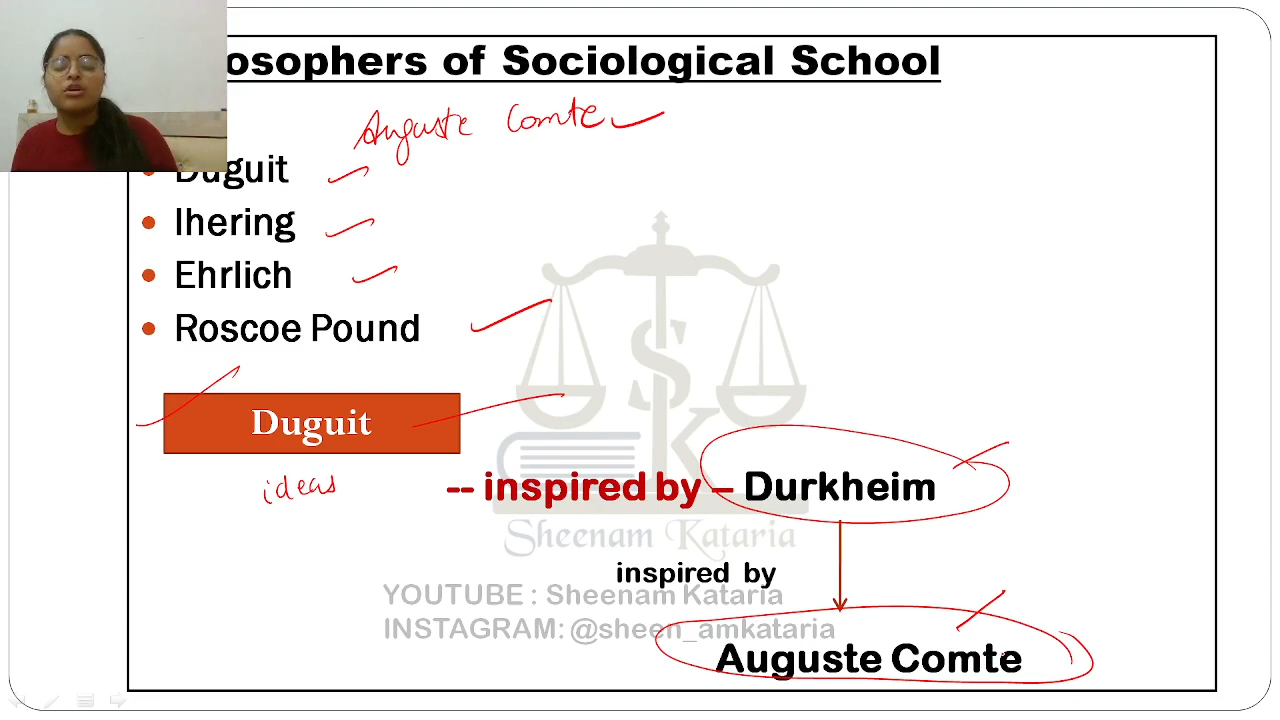 osophers of Sociological School
Auguste Comte
• Duguit
• Ihering
• Ehrlich
• Roscoe Pound
Duguit
ideas
-- inspired by – Durkheim
SK
Sheenam Kataria
inspired by
YOUTUBE : Sheenam Kataria
INSTAGRAM: @sheen_amkataria
Auguste Comte